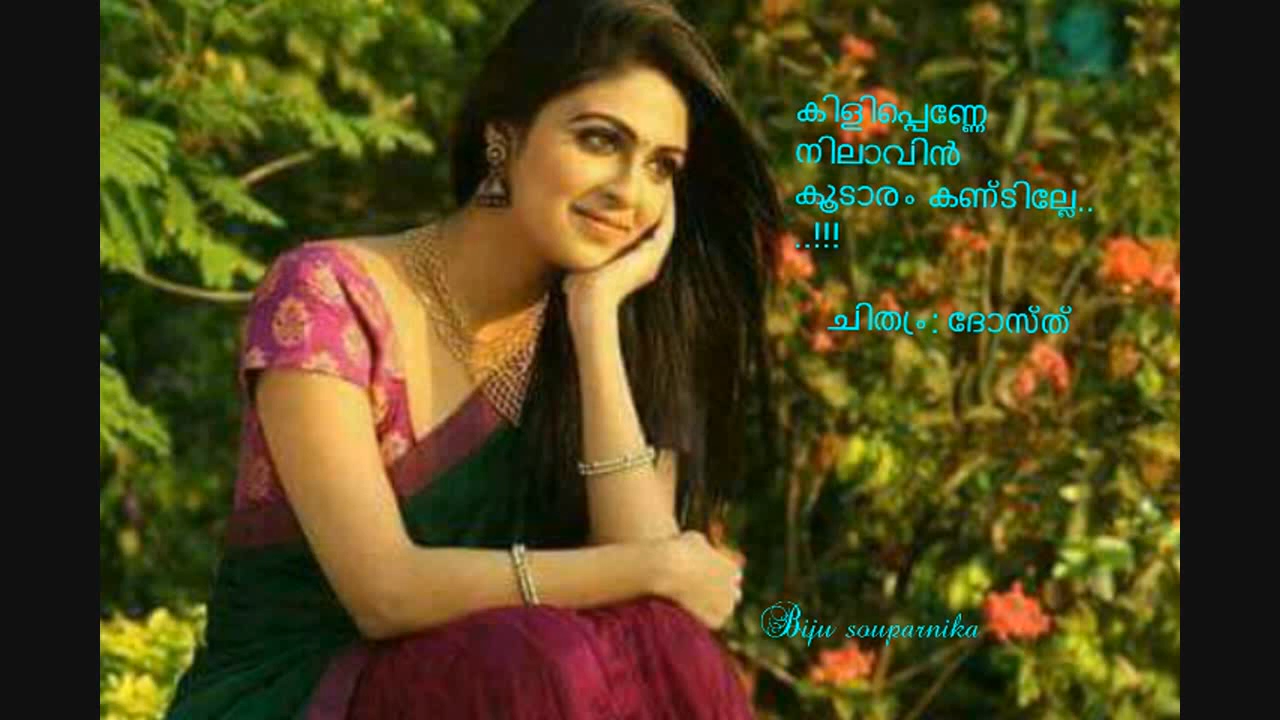 കിളിപ്പെണ്ണേ
നിലാവിൻ
കൂടാരം കണ്ടില്ലേ..
..!!!
ചിത്രം: ദോസ്ത്
Biju souparnika